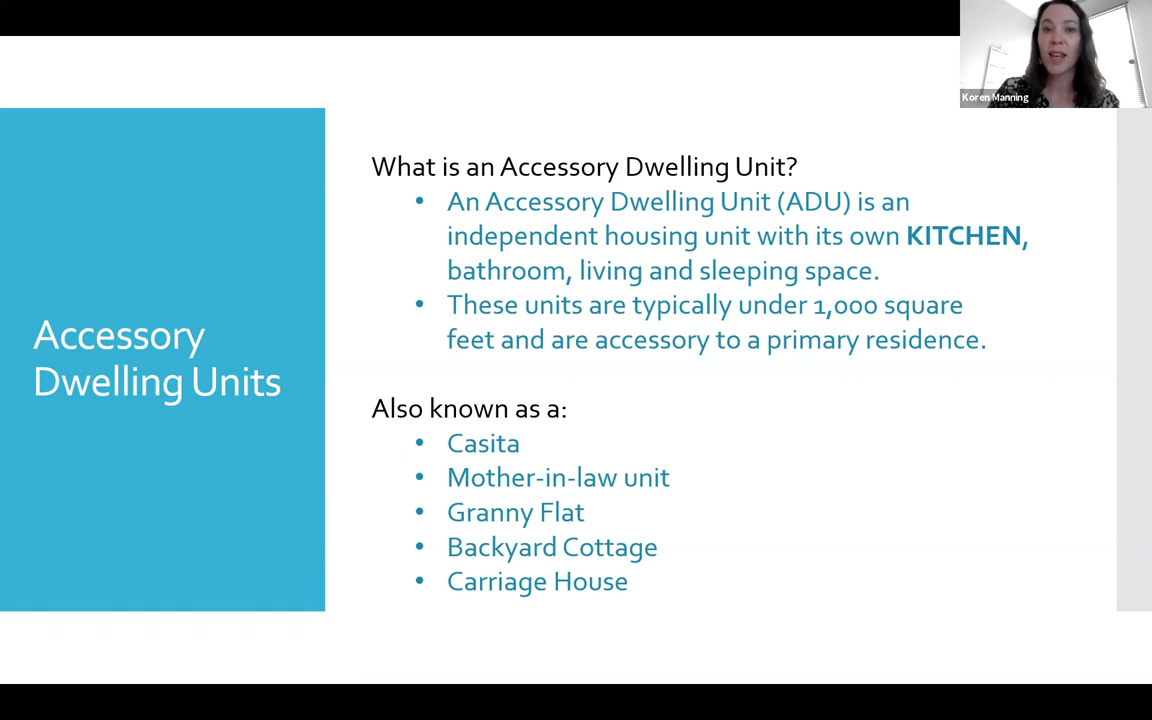 Koren Manning
Accessory
Dwelling Units
What is an Accessory Dwelling Unit?
• An Accessory Dwelling Unit (ADU) is an
independent housing unit with its own KITCHEN,
bathroom, living and sleeping space.
• These units are typically under 1,000 square
feet and are accessory to a primary residence.
Also known as a:
• Casita
• Mother-in-law unit
• Granny Flat
• Backyard Cottage
• Carriage House